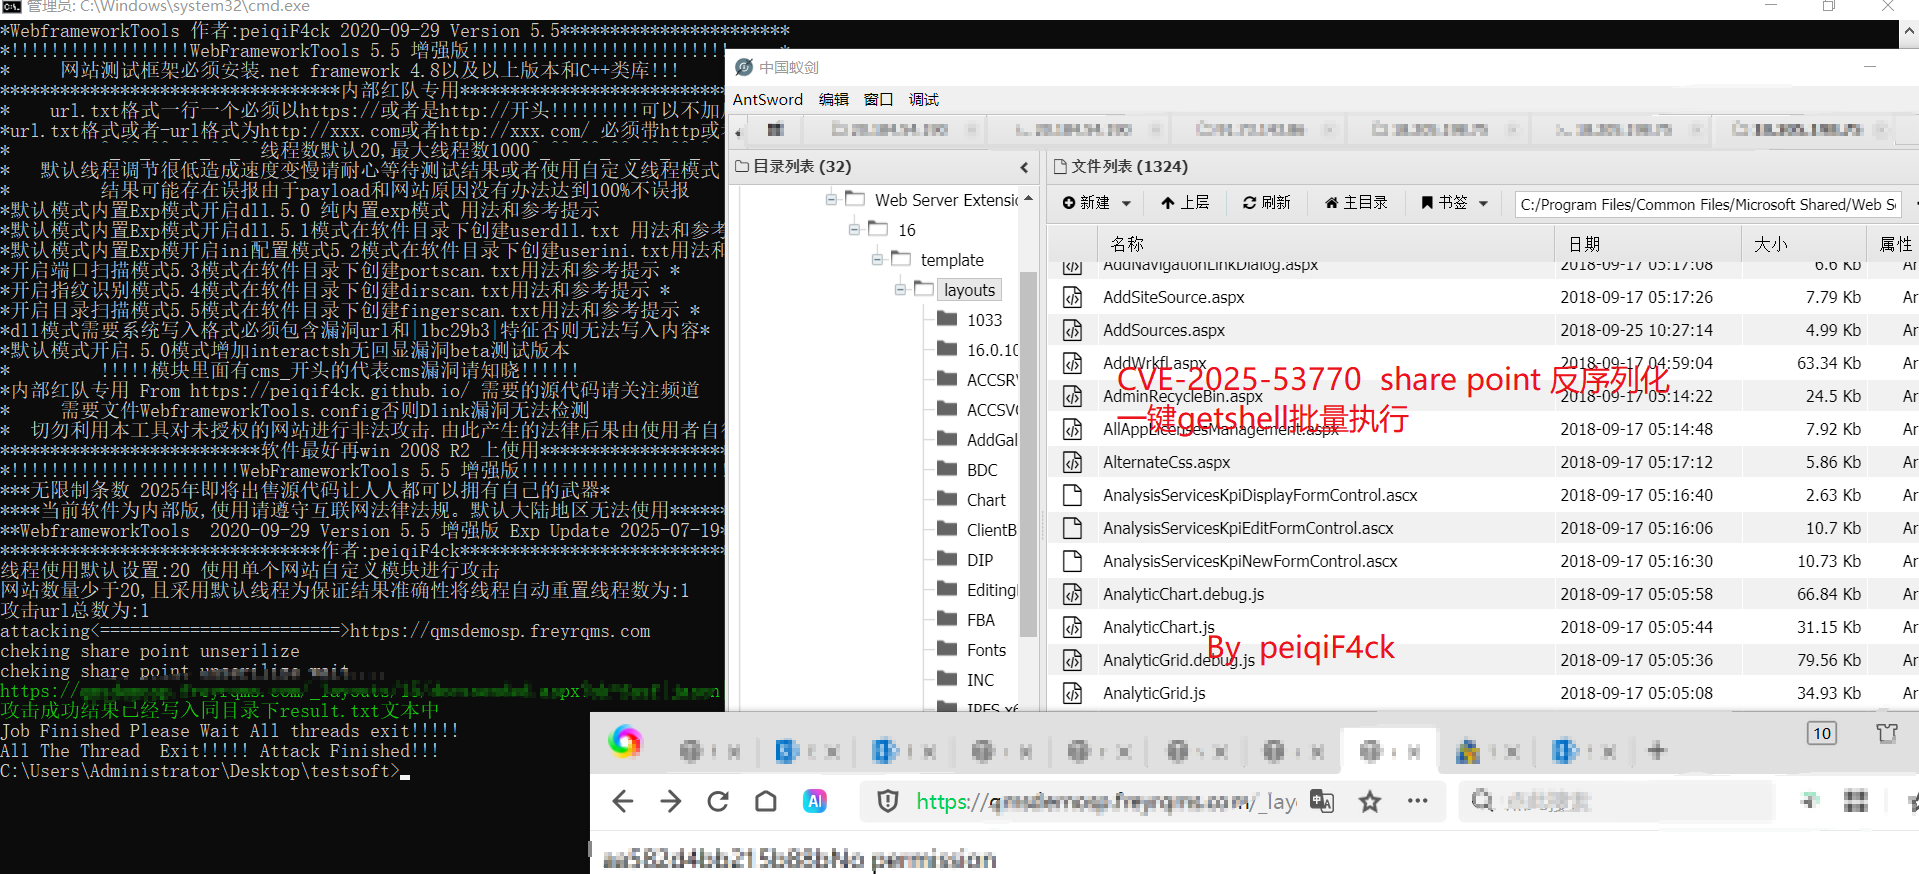 管理员: C:\Windows\system32\cmd.exe
*WebframeworkTools 作者:peiqiF4ck 2020-09-29 Version 5.5***********************
*!!!!!!!!!!!!!!!!!!WebFrameWorkTools 5.5 增强版!!!!!!!!!!!!!!!!!!!!!!!!!!
* 网站测试框架必须安装.net framework 4.8以及以上版本和C++类库!!!
**********************************内部红队专用***************************
* url.txt格式一行一个必须以https://或者是http://开头!!!!!!!!!可以不加
*url.txt格式或者-url格式为http://xxx.com或者http://xxx.com/ 必须带http或
* 线程数默认20,最大线程数1000
* 默认线程调节很低造成速度变慢请耐心等待测试结果或者使用自定义线程模式
* 结果可能存在误报由于payload和网站原因没有办法达到100%不误报
*默认模式内置Exp模式开启dll.5.0 纯内置exp模式 用法和参考提示
*默认模式内置Exp模式开启dll.5.1模式在软件目录下创建userdll.txt 用法和参考
*默认模式内置Exp模开启ini配置模式5.2模式在软件目录下创建userini.txt用法和
*开启端口扫描模式5.3模式在软件目录下创建portscan.txt用法和参考提示 *
*开启指纹识别模式5.4模式在软件目录下创建dirscan.txt用法和参考提示 *
*开启目录扫描模式5.5模式在软件目录下创建fingerscan.txt用法和参考提示 *
*dll模式需要系统写入格式必须包含漏洞url和|1bc29b3|特征否则无法写入内容*
*默认模式开启.5.0模式增加interactsh无回显漏洞beta测试版本
* !!!!!模块里面有cms_开头的代表cms漏洞请知晓!!!!!!
*内部红队专用 From https://peiqif4ck.github.io/ 需要的源代码请关注频道
* 需要文件WebframeworkTools.config否则Dlink漏洞无法检测
* 切勿利用本工具对未授权的网站进行非法攻击.由此产生的法律后果由使用者自
**************************软件最好再win 2008 R2 上使用******************
*!!!!!!!!!!!!!!!!!!!!!!!WebFrameWorkTools 5.5 增强版!!!!!!!!!!!!!!!!!!!!!
***无限制条数 2025年即将出售源代码让人人都可以拥有自己的武器*
****当前软件为内部版,使用请遵守互联网法律法规。默认大陆地区无法使用******
**WebframeworkTools 2020-09-29 Version 5.5 增强版 Exp Update 2025-07-19*
********************************作者:peiqiF4ck***************************
线程使用默认设置:20 使用单个网站自定义模块进行攻击
网站数量少于20,且采用默认线程为保证结果准确性将线程自动重置线程数为:1
攻击url总数为:1
attacking<========================>https://qmsdemosp.freyrqms.com
cheking share point unserilize
cheking share point unserilize wait
https://
攻击成功结果已经写入同目录下result.txt文本中
Job Finished Please Wait All threads exit!!!!!
All The Thread Exit!!!!! Attack Finished!!!
C:\Users\Administrator\Desktop\testsoft>
中国蚁剑
AntSword 编辑 窗口 调试
目录列表 (32)
Web Server Extensio
16
template
layouts
1033
16.0.10
ACCSRV
ACCSVC
AddGal
BDC
Chart
ClientB
DIP
Editing
FBA
Fonts
INC
文件列表 (1324)
新建 上层 刷新 主目录 书签 C:/Program Files/Common Files/Microsoft Shared/Web S
名称 日期 大小 属性
AddNavigationLinkDialog.aspx 2018-09-17 05:17:08 6.6 Kb Ar
AddSiteSource.aspx 2018-09-17 05:17:26 7.79 Kb Ar
AddSources.aspx 2018-09-25 10:27:14 4.99 Kb Ar
AddWrkfl.aspx 2018-09-17 04:59:04 63.34 Kb Ar
CVE-2025-53770 share point 反序列化
AdminRecycleBin.aspx 2018-09-17 05:14:22 24.5 Kb Ar
一键getshell批量执行
AllAppLicensesManagement.aspx 2018-09-17 05:14:48 7.92 Kb Ar
AlternateCss.aspx 2018-09-17 05:17:12 5.86 Kb Ar
AnalysisServicesKpiDisplayFormControl.ascx 2018-09-17 05:16:40 2.63 Kb Ar
AnalysisServicesKpiEditFormControl.ascx 2018-09-17 05:16:06 10.7 Kb Ar
AnalysisServicesKpiNewFormControl.ascx 2018-09-17 05:16:30 10.73 Kb Ar
AnalyticChart.debug.js 2018-09-17 05:05:58 66.84 Kb Ar
AnalyticChart.js 2018-09-17 05:05:44 31.15 Kb Ar
By peiqiF4ck
AnalyticGrid.debug.js 2018-09-17 05:05:36 79.56 Kb Ar
AnalyticGrid.js 2018-09-17 05:05:08 34.93 Kb Ar
10
AI
https://qmsdemosp.freyrqms.com/_lay
aa582d4bb215b88bNo permission